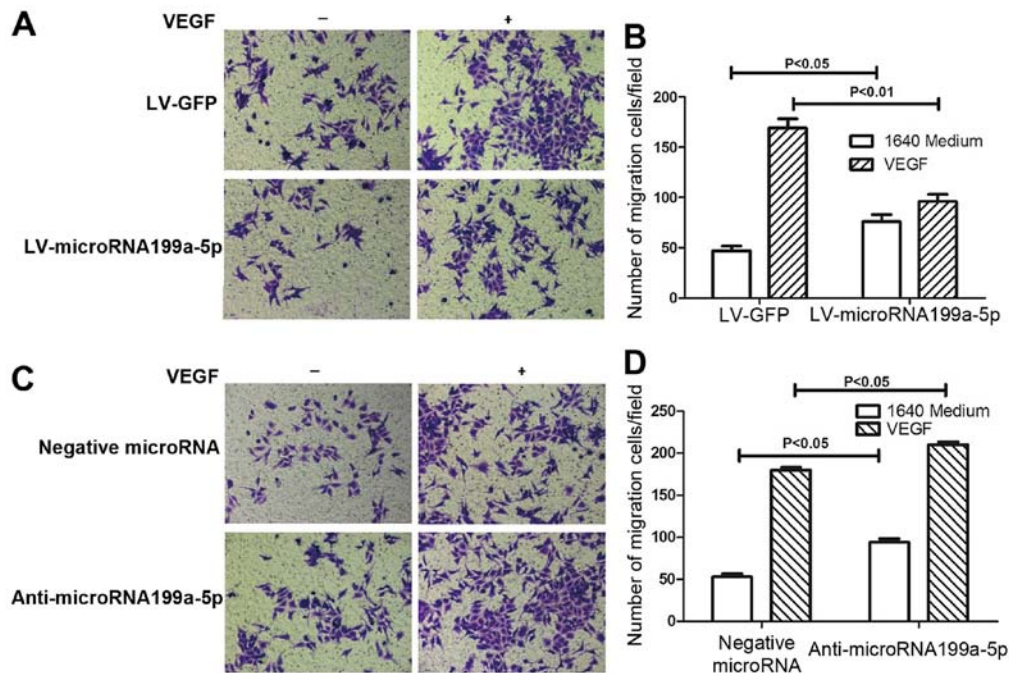 A
VEGF
−
+
LV-GFP
LV-microRNA199a-5p
B
Number of migration cells/field
200
150
100
50
0
P<0.05
P<0.01
1640 Medium
VEGF
LV-GFP
LV-microRNA199a-5p
C
VEGF
−
+
Negative microRNA
Anti-microRNA199a-5p
D
Number of migration cells/field
250
200
150
100
50
0
P<0.05
1640 Medium
VEGF
P<0.05
Negative
microRNA
Anti-microRNA199a-5p